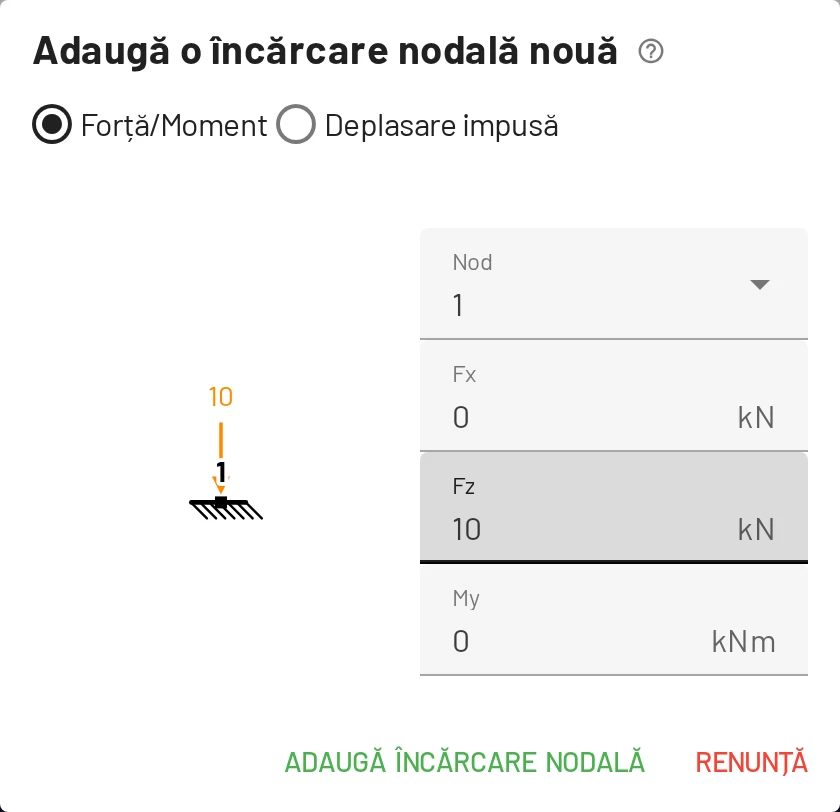 Adaugă o încărcare nodală nouă
Forță/Moment Deplasare impusă
Nod
1
Fx
0 kN
10
1
Fz
10 kN
My
0 kNm
ADAUGĂ ÎNCĂRCARE NODALĂ RENUNȚĂ